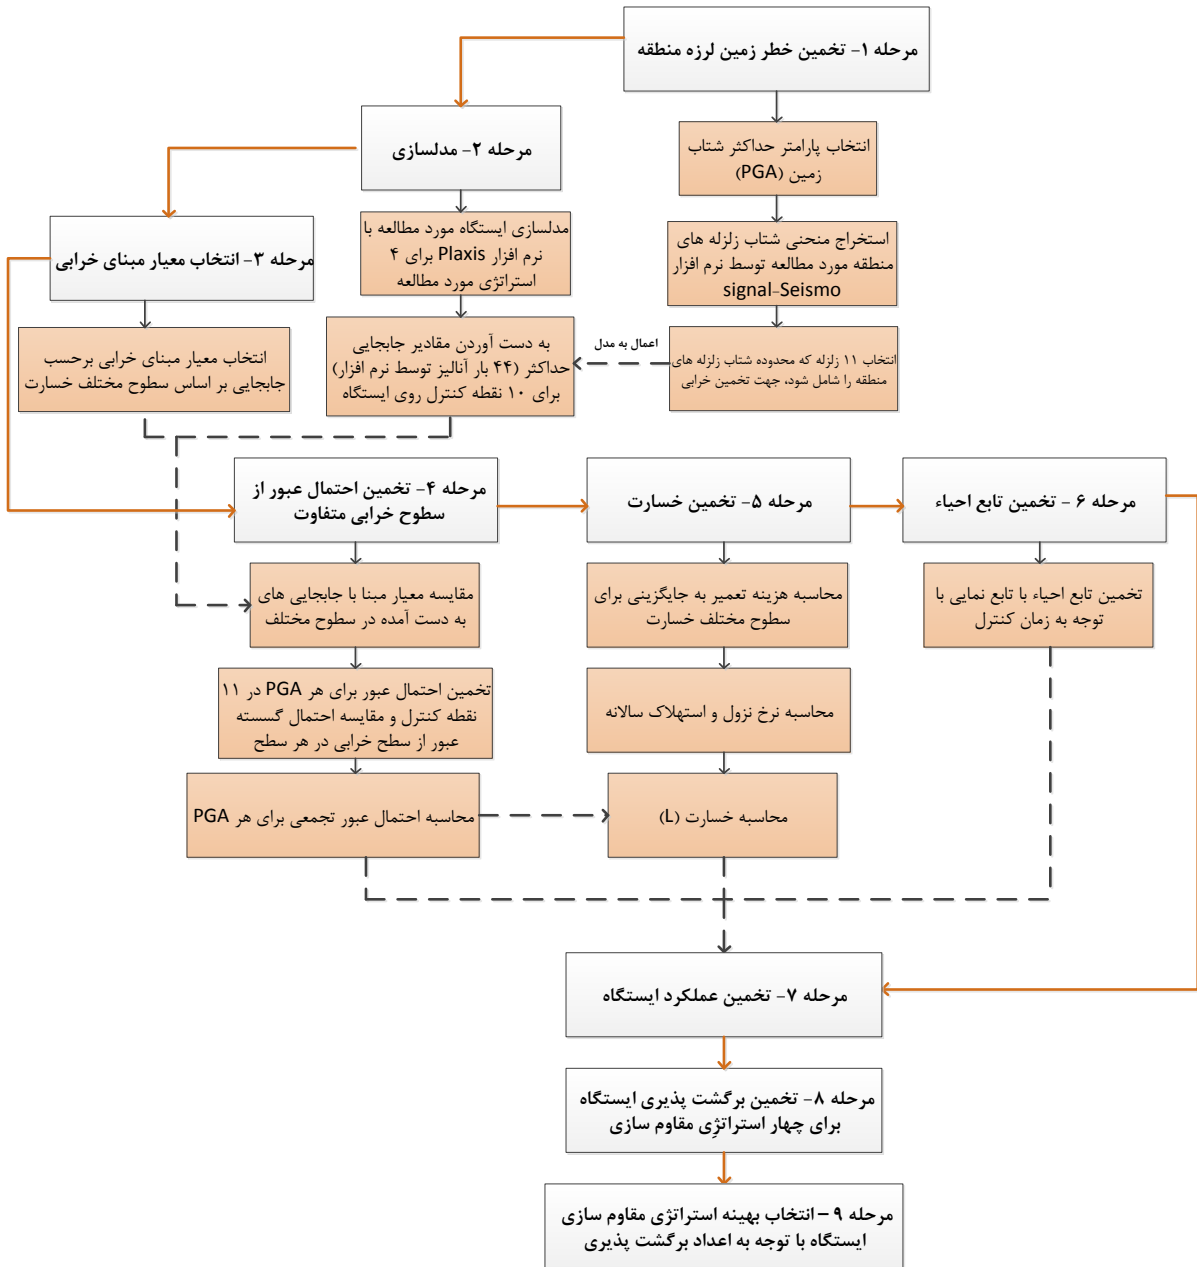 مرحله ۱- تخمین خطر زمین لرزه منطقه
انتخاب پارامتر حداکثر شتاب
زمین (PGA)
استخراج منحنی شتاب زلزله های
منطقه مورد مطالعه توسط نرم افزار
signal-Seismo
انتخاب ۱۱ زلزله که محدوده شتاب زلزله های
منطقه را شامل شود، جهت تخمین خرابی
اعمال به مدل
مرحله ۲- مدلسازی
مدلسازی ایستگاه مورد مطالعه با
نرم افزار Plaxis برای ۴
استراتژی مورد مطالعه
به دست آوردن مقادیر جابجایی
حداکثر (۴۴ بار آنالیز توسط نرم افزار)
برای ۱۰ نقطه کنترل روی ایستگاه
مرحله ۳- انتخاب معیار مبنای خرابی
انتخاب معیار مبنای خرابی برحسب
جابجایی بر اساس سطوح مختلف خسارت
مرحله ۴- تخمین احتمال عبور از
سطوح خرابی متفاوت
مقایسه معیار مبنا با جابجایی های
به دست آمده در سطوح مختلف
تخمین احتمال عبور برای هر PGA در ۱۱
نقطه کنترل و مقایسه احتمال گسسته
عبور از سطح خرابی در هر سطح
محاسبه احتمال عبور تجمعی برای هر PGA
مرحله ۵- تخمین خسارت
محاسبه هزینه تعمیر به جایگزینی برای
سطوح مختلف خسارت
محاسبه نرخ نزول و استهلاک سالانه
محاسبه خسارت (L)
مرحله ۶ - تخمین تابع احیاء
تخمین تابع احیاء با تابع نمایی با
توجه به زمان کنترل
مرحله ۷- تخمین عملکرد ایستگاه
مرحله ۸- تخمین برگشت پذیری ایستگاه
برای چهار استراتژِی مقاوم سازی
مرحله ۹ – انتخاب بهینه استراتژی مقاوم سازی
ایستگاه با توجه به اعداد برگشت پذیری